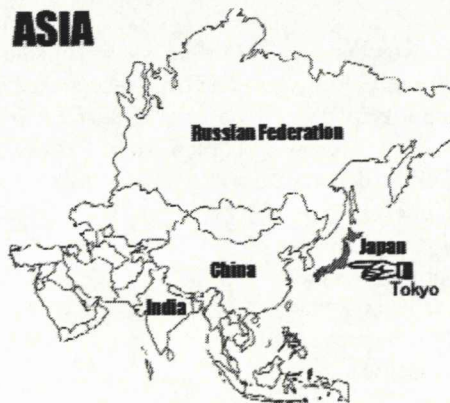 ASIA
Russian Federation
Japan
China
Tokyo
India